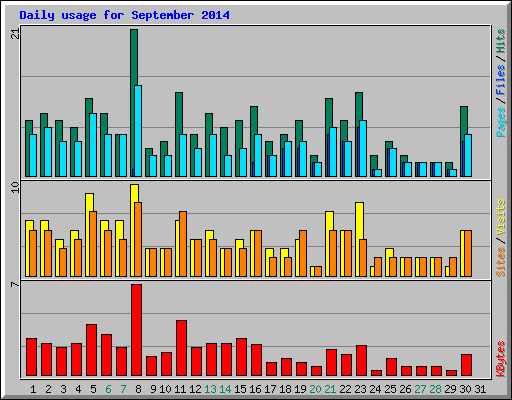 Daily usage for September 2014
21
Pages / Files / Hits
10
Sites / Visits
7
KBytes
1 2 3 4 5 6 7 8 9 10 11 12 13 14 15 16 17 18 19 20 21 22 23 24 25 26 27 28 29 30 31